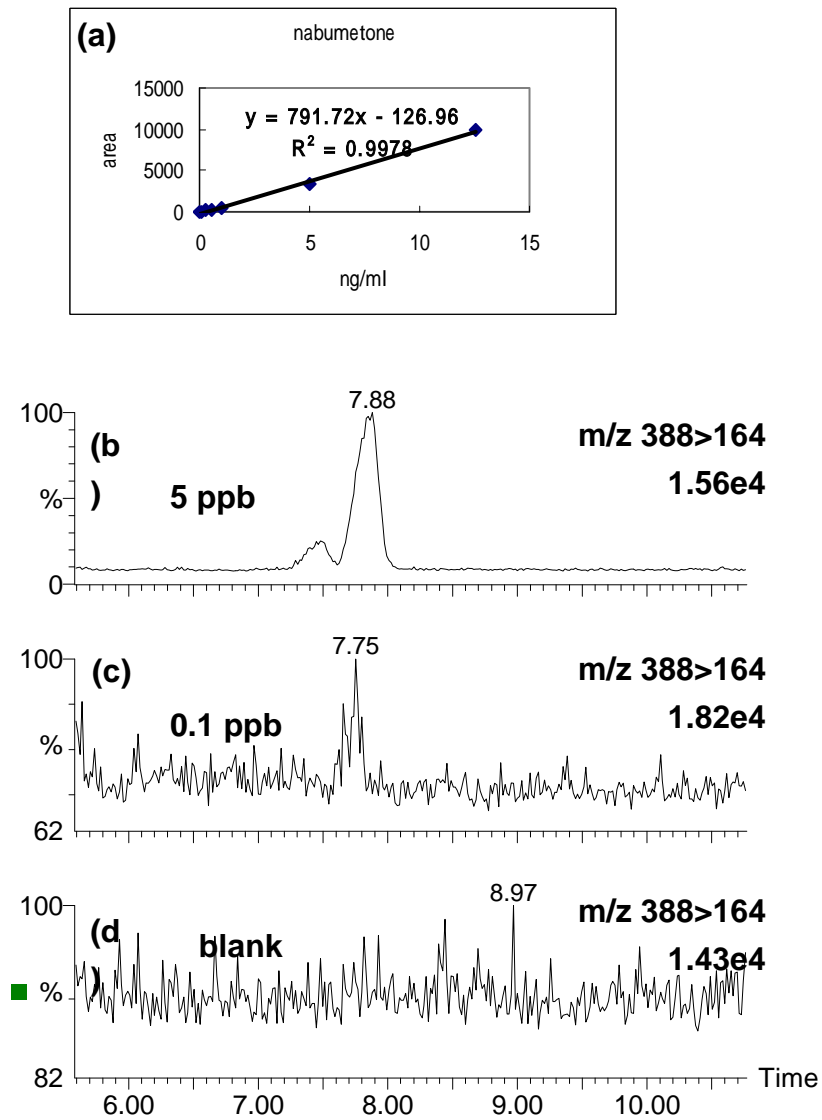 (a)
nabumetone
15000
10000
5000
0
area
y = 791.72x - 126.96
R² = 0.9978
0 5 10 15
ng/ml
7.88
100
%
0
(b
)
5 ppb
m/z 388>164
1.56e4
7.75
100
%
62
(c)
0.1 ppb
m/z 388>164
1.82e4
8.97
100
%
82
(d
)
blank
m/z 388>164
1.43e4
Time
6.00 7.00 8.00 9.00 10.00